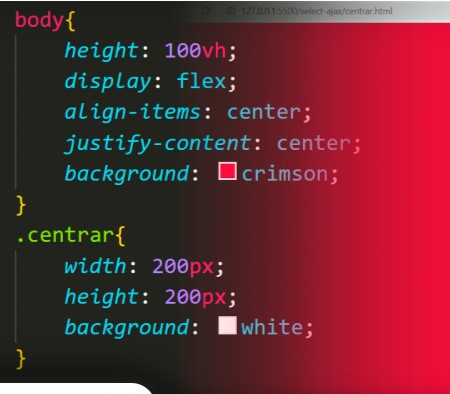 127.0.0.1:5500/select-ajax/centrar.html
body{
height: 100vh;
display: flex;
align-items: center;
justify-content: center;
background: crimson;
}
.centrar{
width: 200px;
height: 200px;
background: white;
}